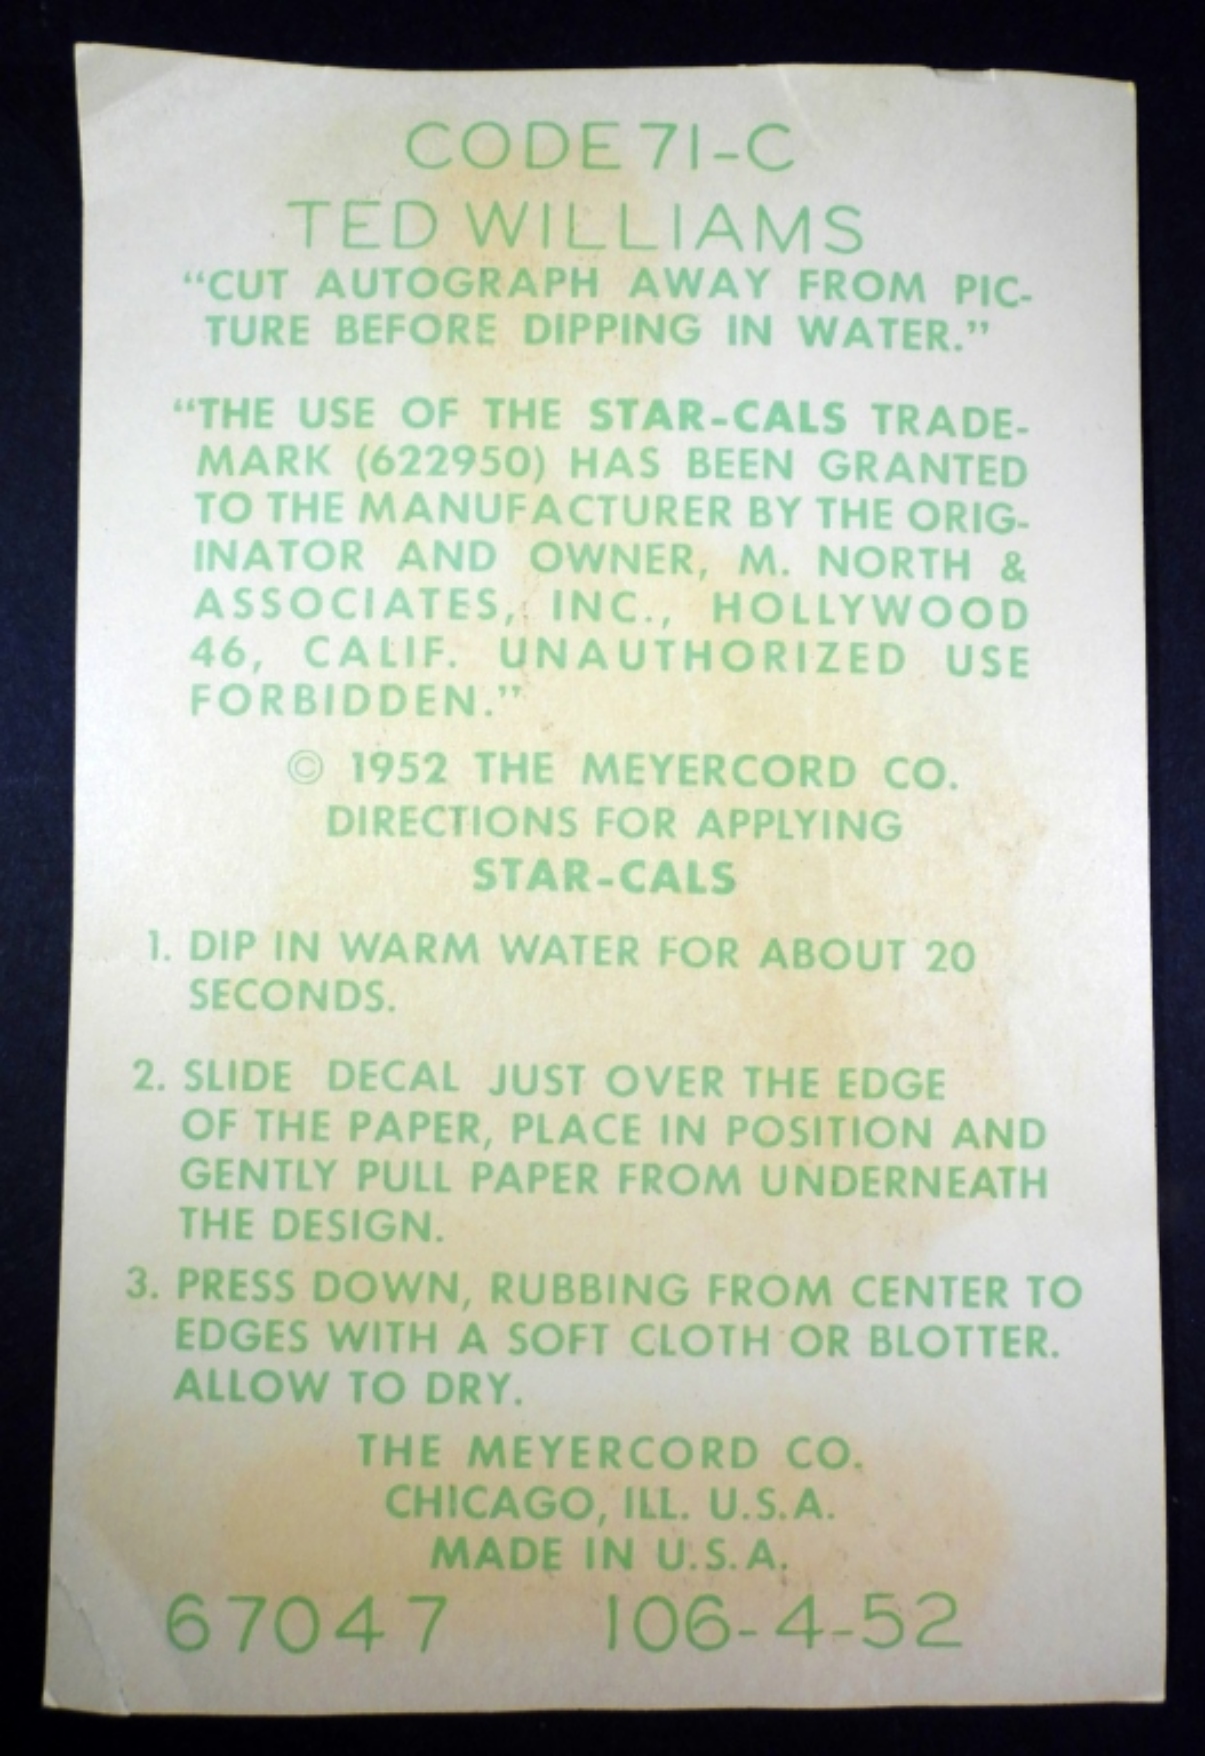 CODE 71-C
TED WILLIAMS
“CUT AUTOGRAPH AWAY FROM PIC-
TURE BEFORE DIPPING IN WATER.”
“THE USE OF THE STAR-CALS TRADE-
MARK (622950) HAS BEEN GRANTED
TO THE MANUFACTURER BY THE ORIG-
INATOR AND OWNER, M. NORTH &
ASSOCIATES, INC., HOLLYWOOD
46, CALIF. UNAUTHORIZED USE
FORBIDDEN.”
© 1952 THE MEYERCORD CO.
DIRECTIONS FOR APPLYING
STAR-CALS
1. DIP IN WARM WATER FOR ABOUT 20
SECONDS.
2. SLIDE DECAL JUST OVER THE EDGE
OF THE PAPER, PLACE IN POSITION AND
GENTLY PULL PAPER FROM UNDERNEATH
THE DESIGN.
3. PRESS DOWN, RUBBING FROM CENTER TO
EDGES WITH A SOFT CLOTH OR BLOTTER.
ALLOW TO DRY.
THE MEYERCORD CO.
CHICAGO, ILL. U.S.A.
MADE IN U.S.A.
67047 106-4-52